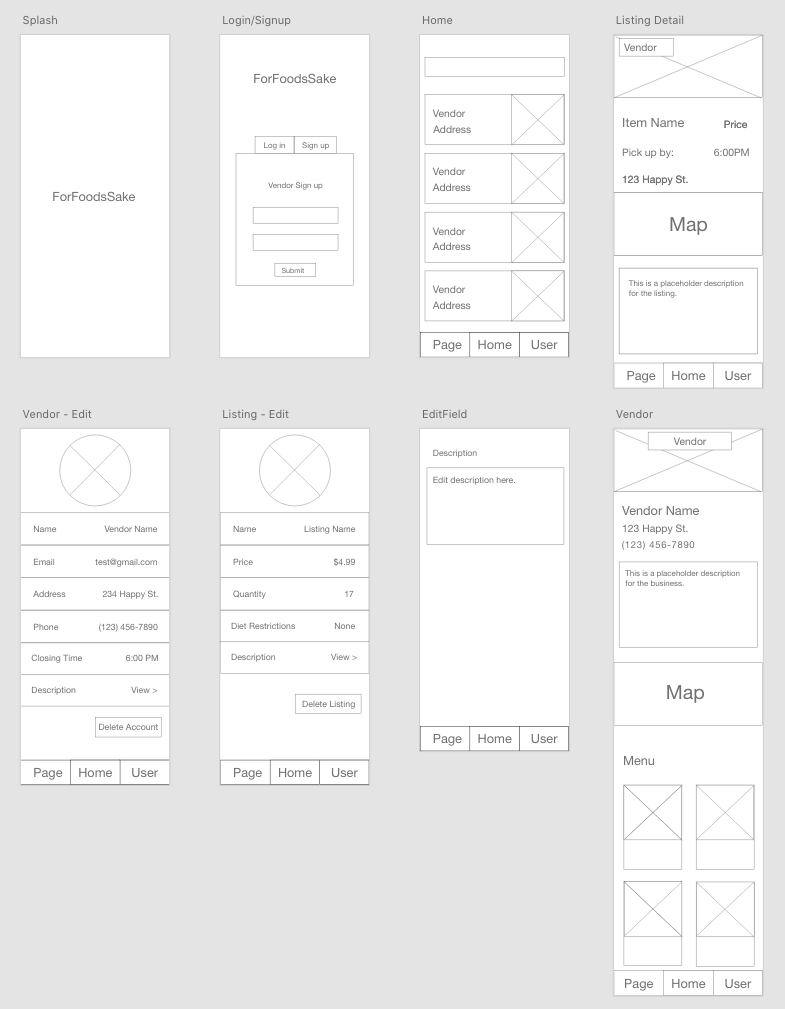 Splash
ForFoodsSake
Login/Signup
ForFoodsSake
Log in
Sign up
Vendor Sign up
Submit
Home
Vendor
Address
Vendor
Address
Vendor
Address
Vendor
Address
Page Home User
Listing Detail
Vendor
Item Name Price
Pick up by: 6:00PM
123 Happy St.
Map
This is a placeholder description
for the listing.
Page Home User
Vendor - Edit
Name Vendor Name
Email test@gmail.com
Address 234 Happy St.
Phone (123) 456-7890
Closing Time 6:00 PM
Description View >
Delete Account
Page Home User
Listing - Edit
Name Listing Name
Price $4.99
Quantity 17
Diet Restrictions None
Description View >
Delete Listing
Page Home User
EditField
Description
Edit description here.
Page Home User
Vendor
Vendor
Vendor Name
123 Happy St.
(123) 456-7890
This is a placeholder description
for the business.
Map
Menu
Page Home User